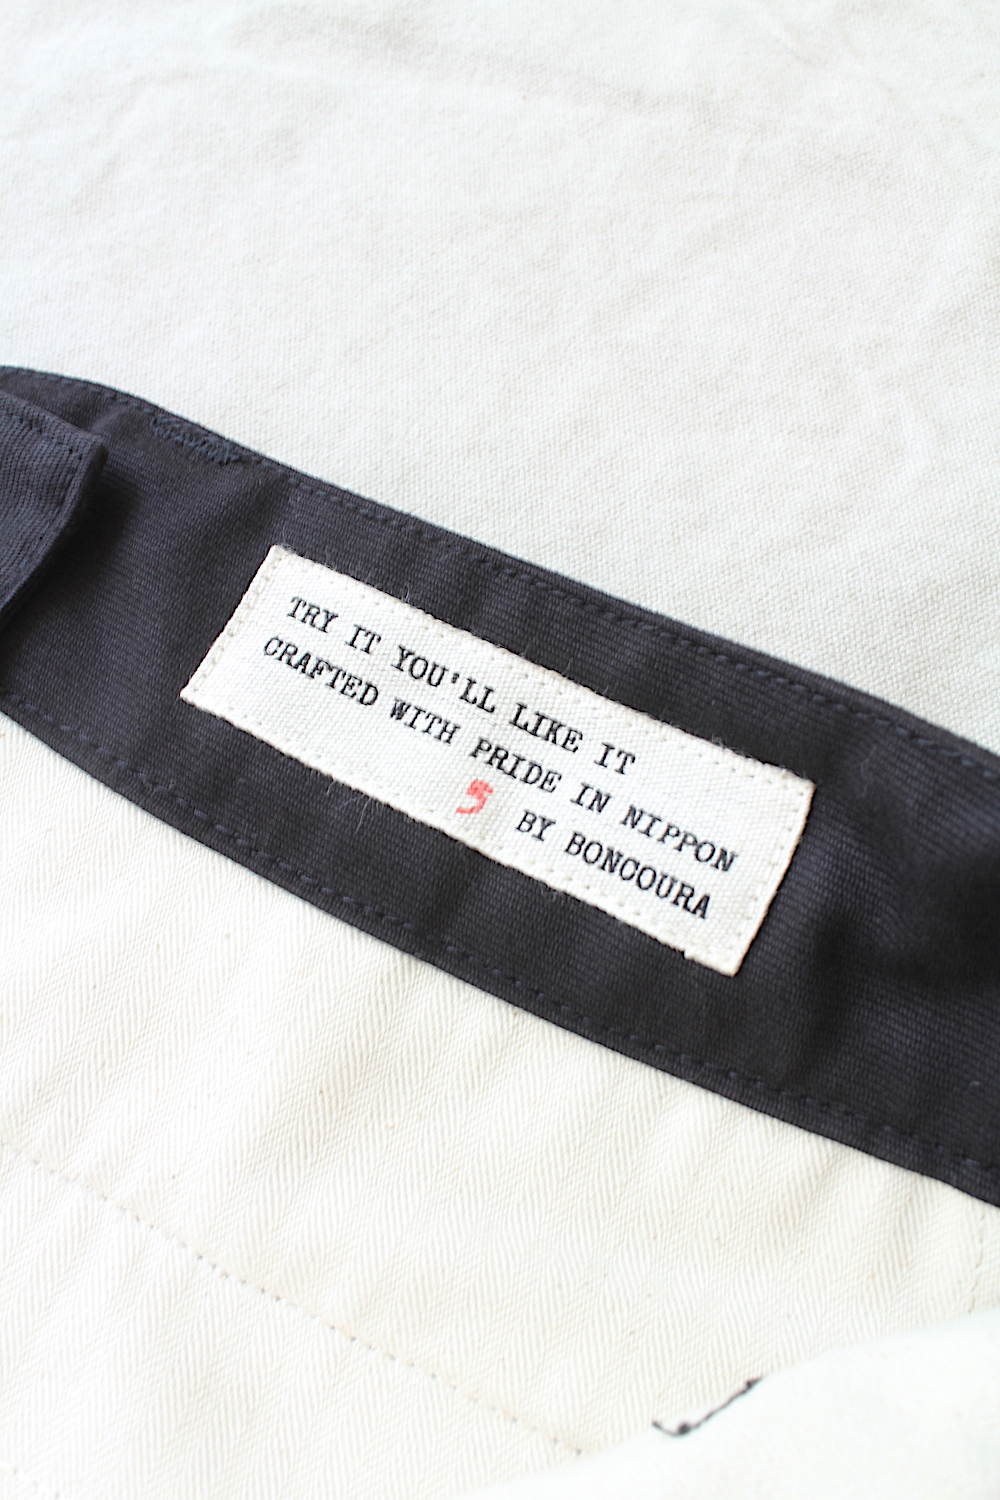 TRY IT YOU'LL LIKE IT
CRAFTED WITH PRIDE IN NIPPON
5 BY BONCOURA